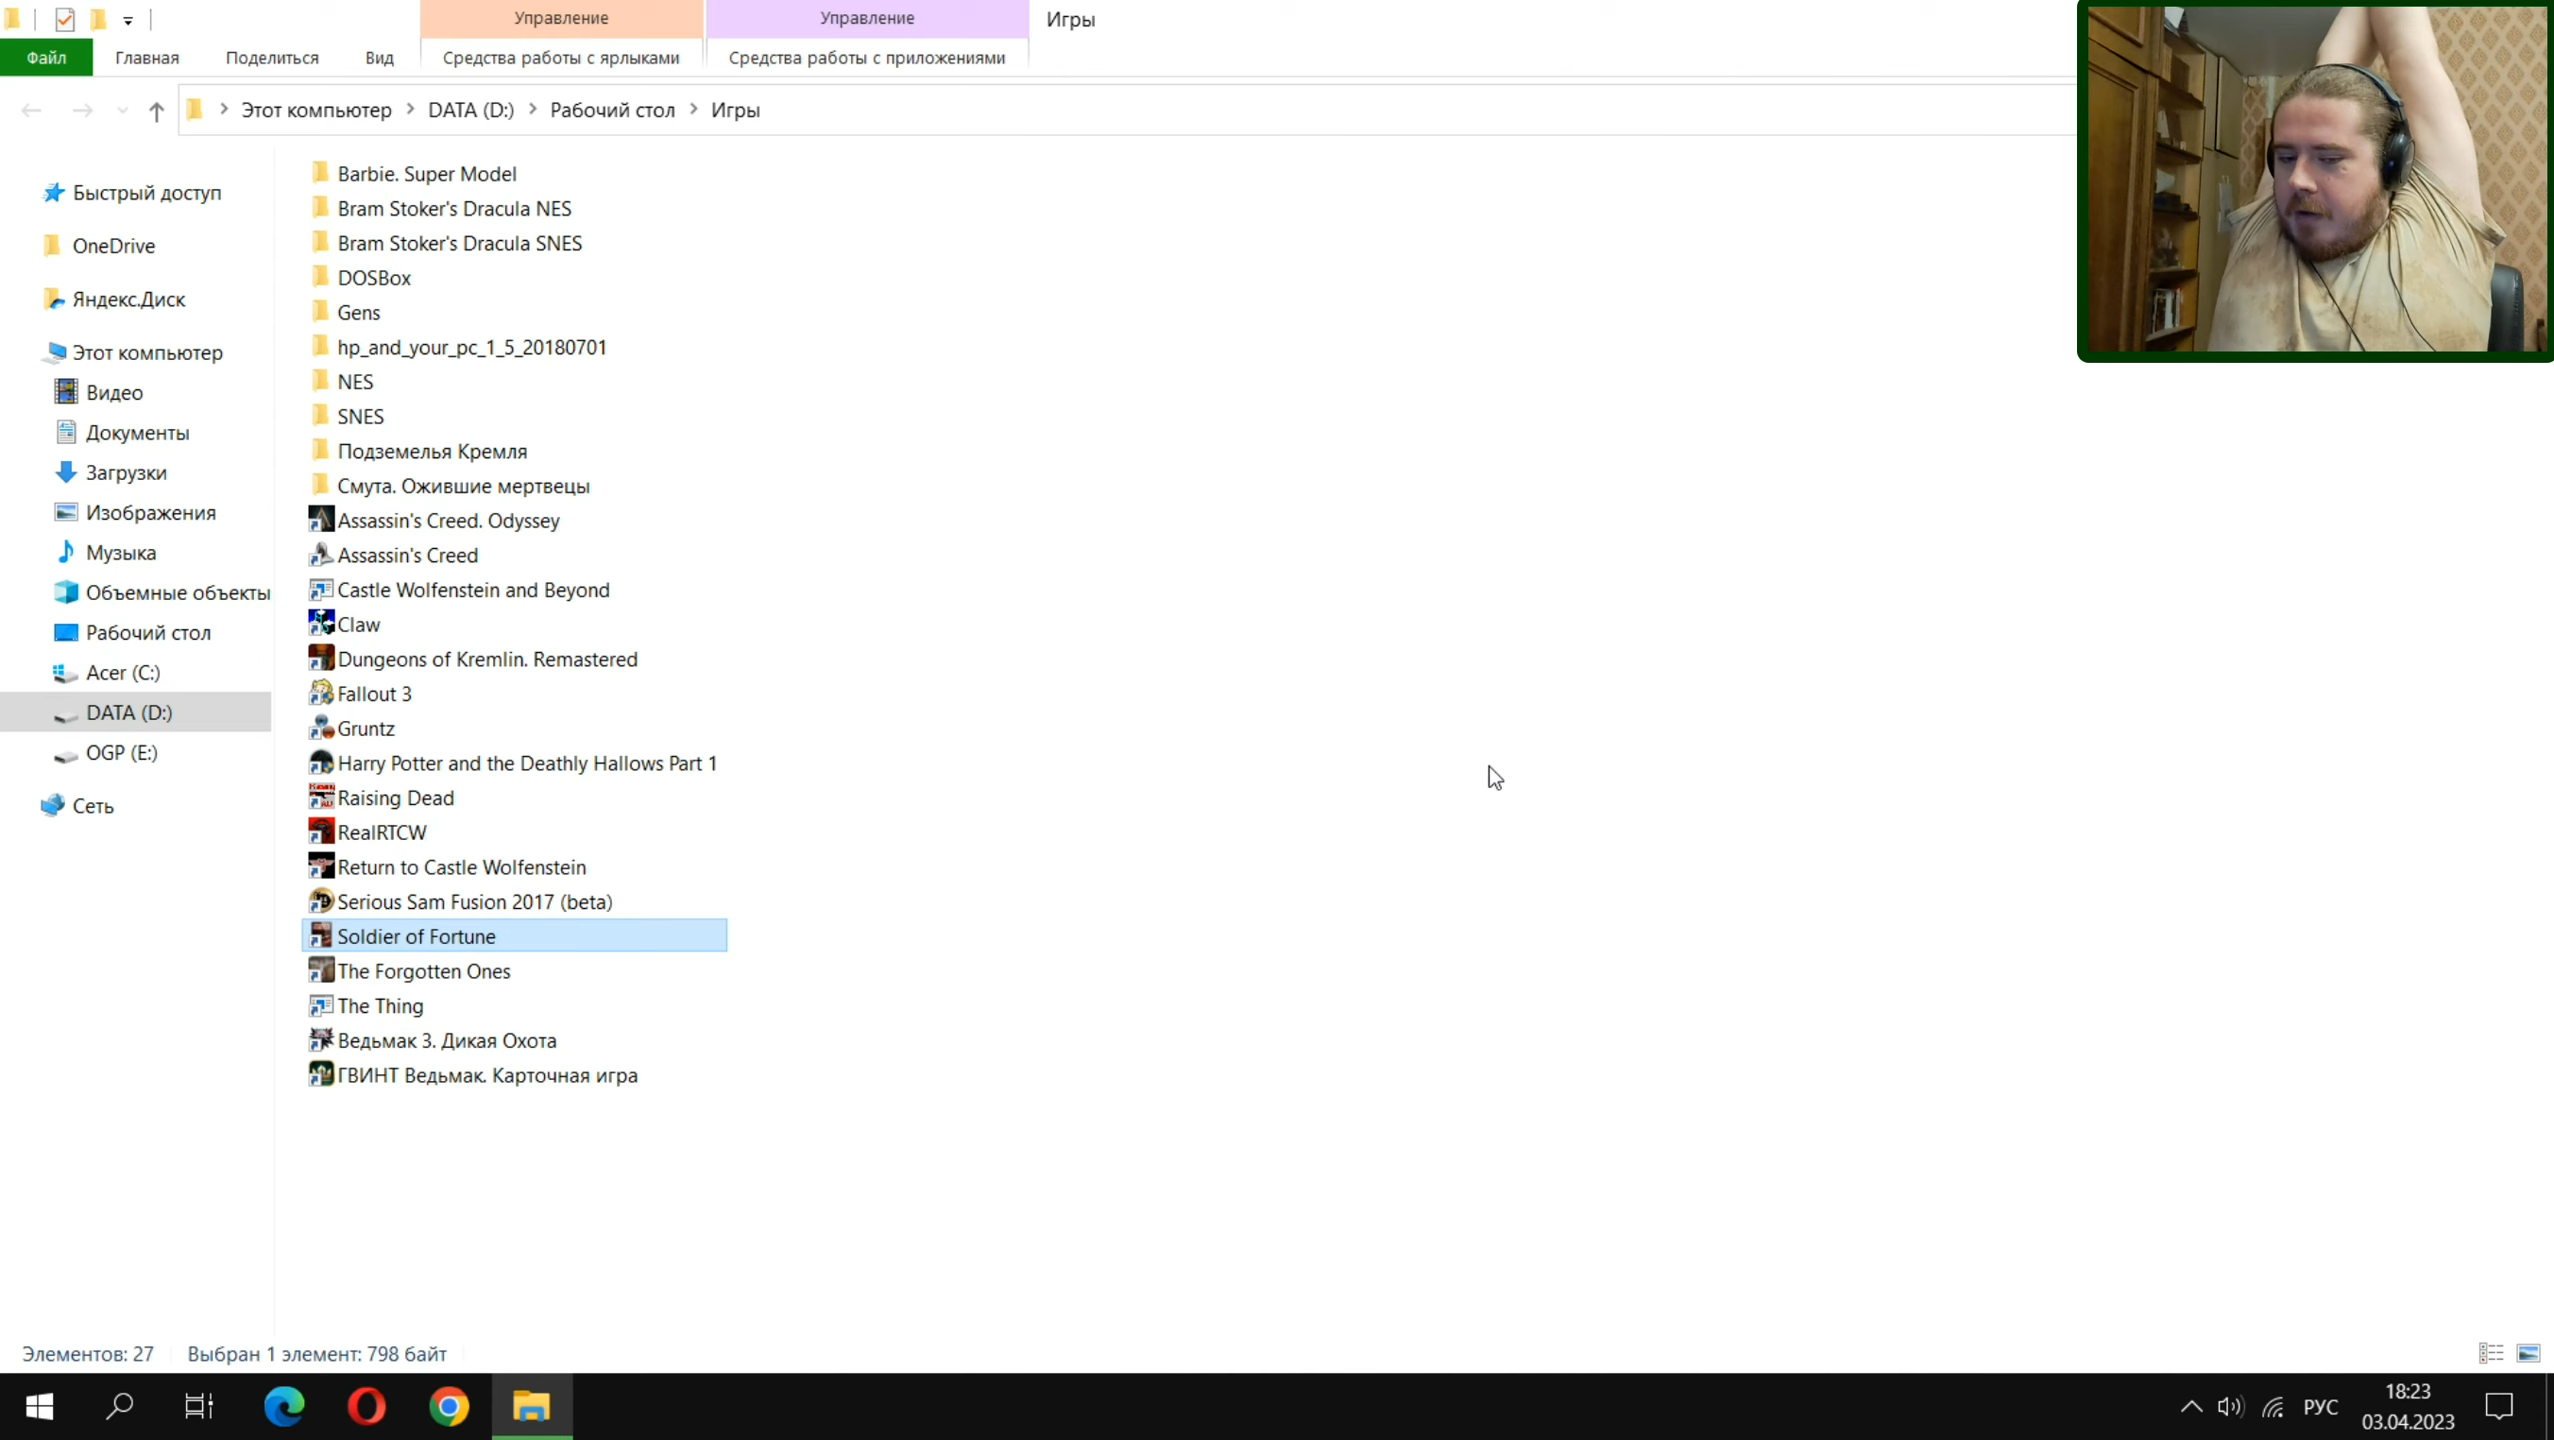 Управление
Управление
Игры
Файл
Главная
Поделиться
Вид
Средства работы с ярлыками
Средства работы с приложениями
Этот компьютер
DATA (D:)
Рабочий стол
Игры
Быстрый доступ
OneDrive
Яндекс.Диск
Этот компьютер
Видео
Документы
Загрузки
Изображения
Музыка
Объемные объекты
Рабочий стол
Acer (C:)
DATA (D:)
OGP (E:)
Сеть
Barbie. Super Model
Bram Stoker's Dracula NES
Bram Stoker's Dracula SNES
DOSBox
Gens
hp_and_your_pc_1_5_20180701
NES
SNES
Подземелья Кремля
Смута. Ожившие мертвецы
Assassin's Creed. Odyssey
Assassin's Creed
Castle Wolfenstein and Beyond
Claw
Dungeons of Kremlin. Remastered
Fallout 3
Gruntz
Harry Potter and the Deathly Hallows Part 1
Raising Dead
RealRTCW
Return to Castle Wolfenstein
Serious Sam Fusion 2017 (beta)
Soldier of Fortune
The Forgotten Ones
The Thing
Ведьмак 3. Дикая Охота
ГВИНТ Ведьмак. Карточная игра
Элементов: 27
Выбран 1 элемент: 798 байт
РУС
18:23
03.04.2023